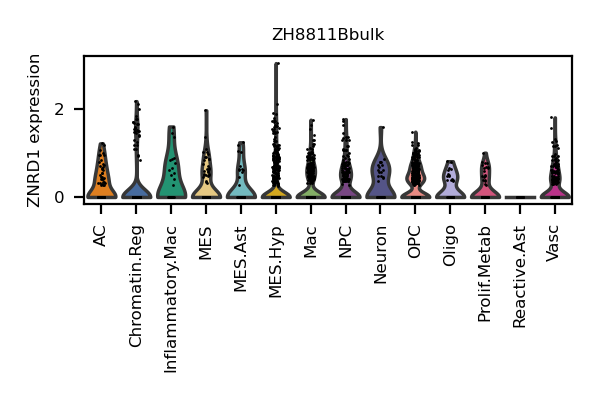 ZH8811Bbulk
ZNRD1 expression
2
0
AC
Chromatin.Reg
Inflammatory.Mac
MES
MES.Ast
MES.Hyp
Mac
NPC
Neuron
OPC
Oligo
Prolif.Metab
Reactive.Ast
Vasc